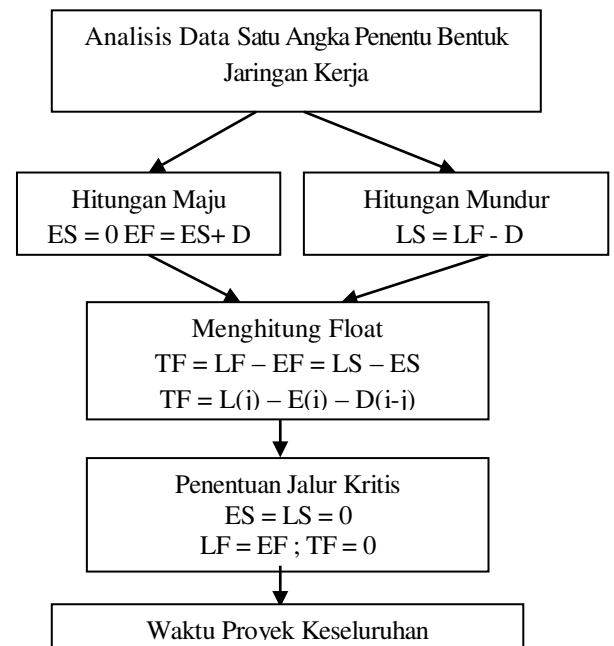 Analisis Data Satu Angka Penentu Bentuk
Jaringan Kerja
Hitungan Maju
ES = 0 EF = ES+ D
Hitungan Mundur
LS = LF - D
Menghitung Float
TF = LF – EF = LS – ES
TF = L(j) – E(i) – D(i-j)
Penentuan Jalur Kritis
ES = LS = 0
LF = EF ; TF = 0
Waktu Proyek Keseluruhan